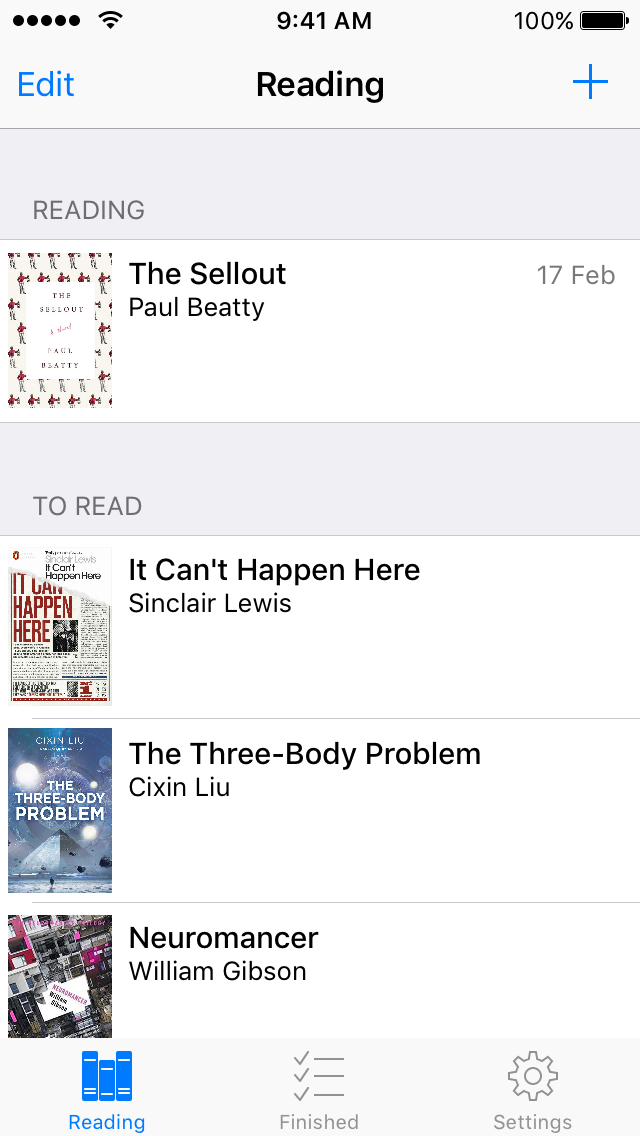 9:41 AM
100%
Edit
Reading
READING
The Sellout
17 Feb
Paul Beatty
THE
SELLOUT
a novel
PAUL
BEATTY
TO READ
It Can't Happen Here
Sinclair Lewis
Sinclair Lewis
It Can't
Happen Here
IT CAN'T
HAPPEN
HERE
The Three-Body Problem
Cixin Liu
CIXIN LIU
THE
THREE-BODY
PROBLEM
Neuromancer
William Gibson
NEUROMANCER
William
Gibson
Reading
Finished
Settings